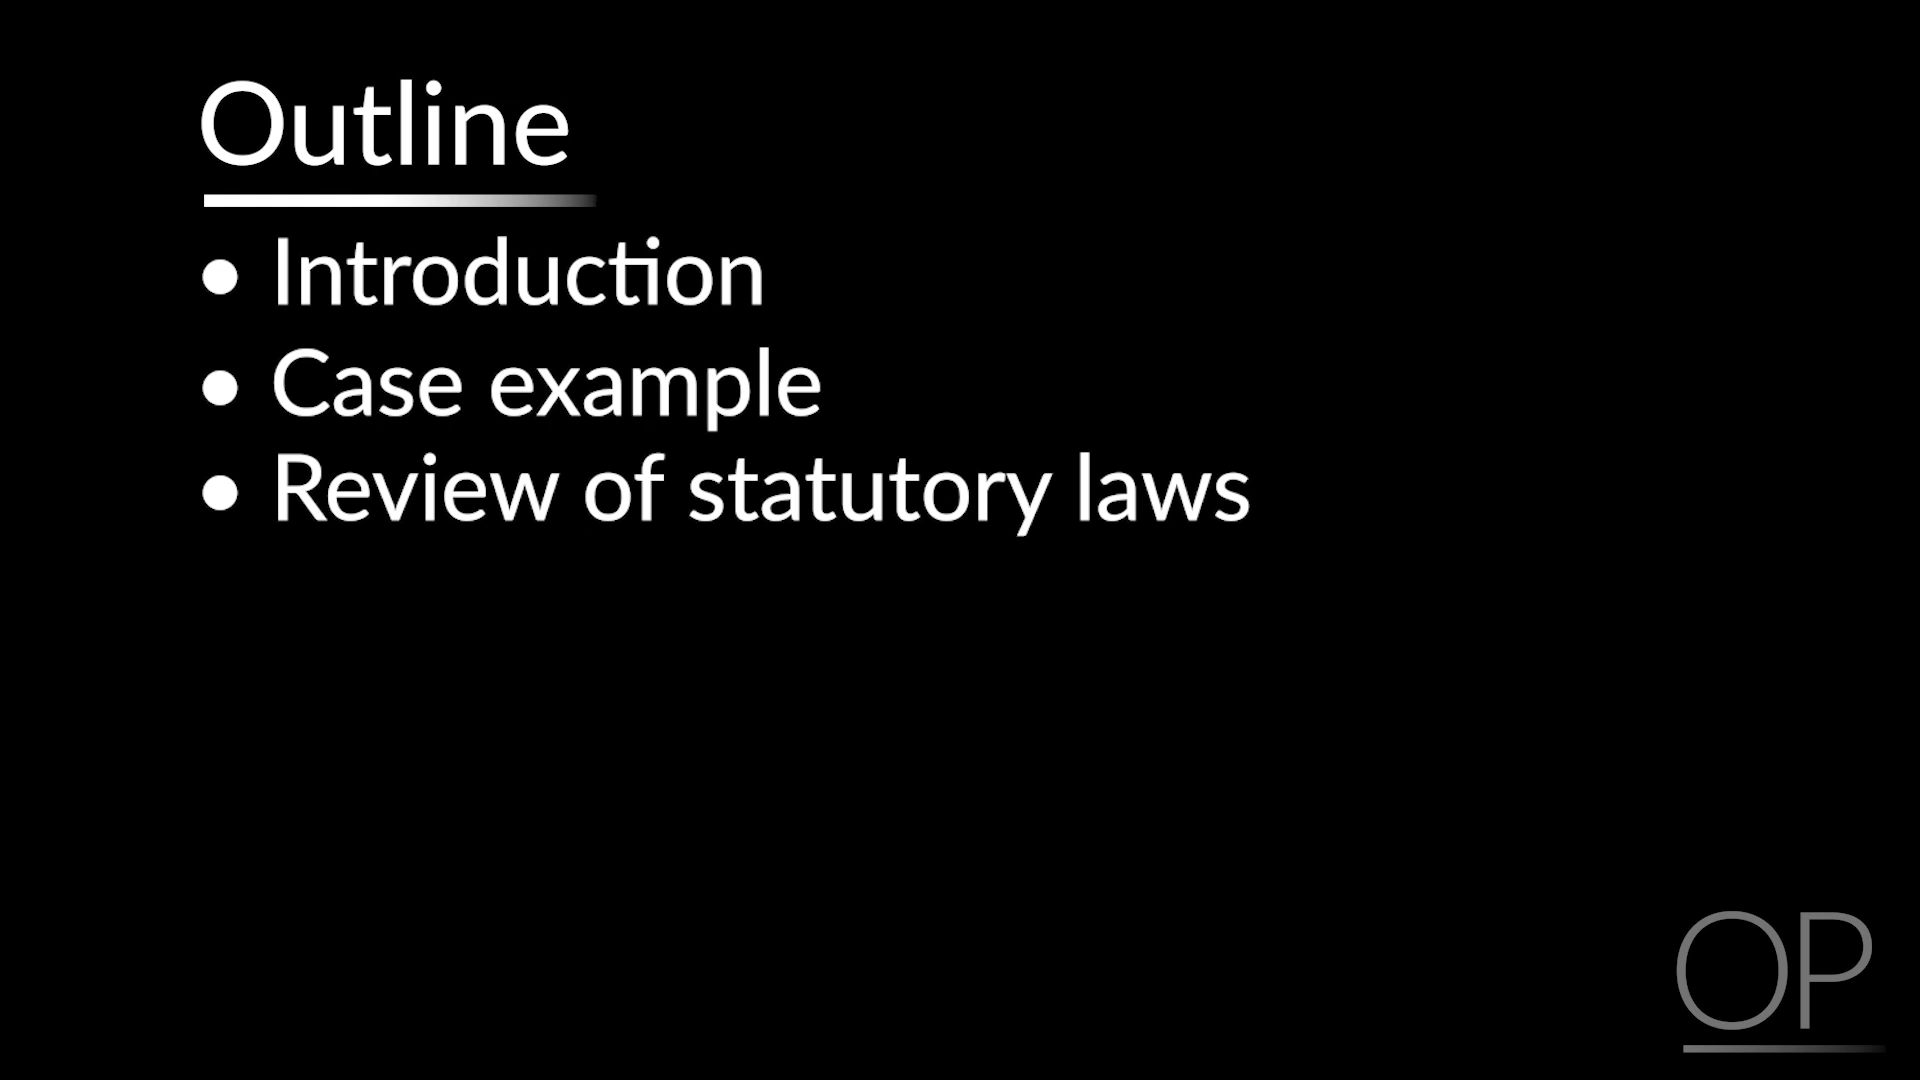 Outline
• Introduction
• Case example
• Review of statutory laws
OP